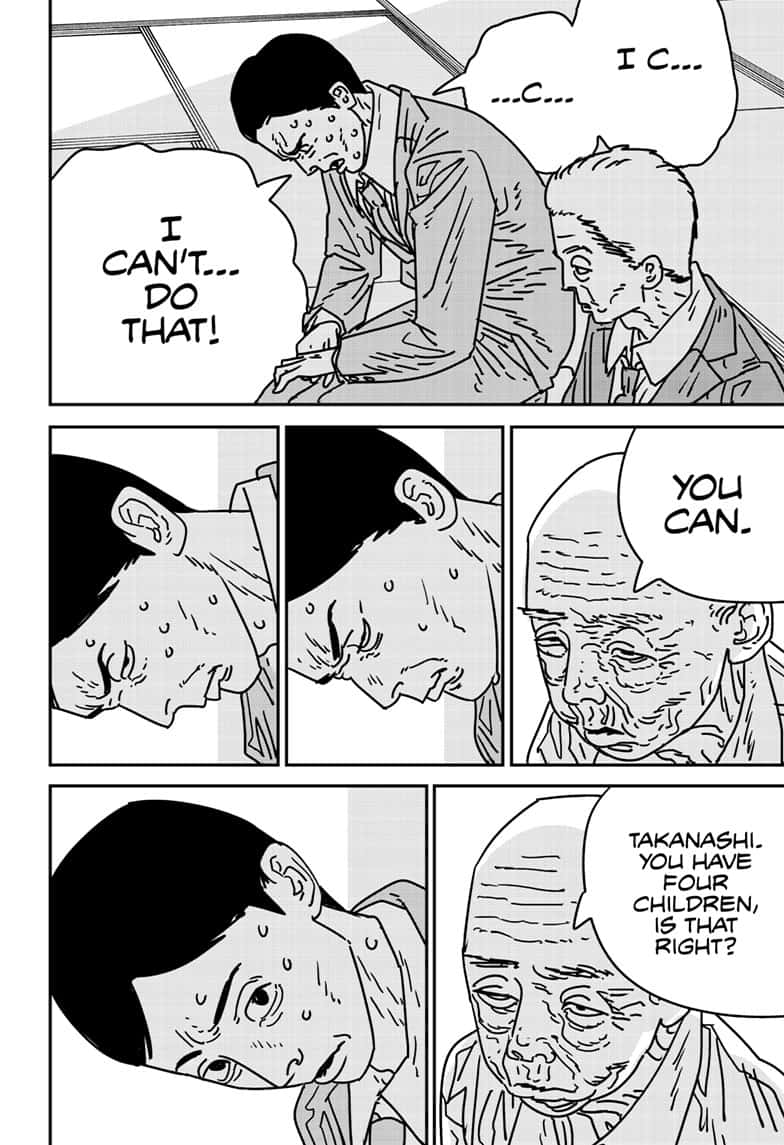 I C...
...C...
I
CAN'T...
DO
THAT!
YOU
CAN.
TAKANASHI.
YOU HAVE
FOUR
CHILDREN,
IS THAT
RIGHT?